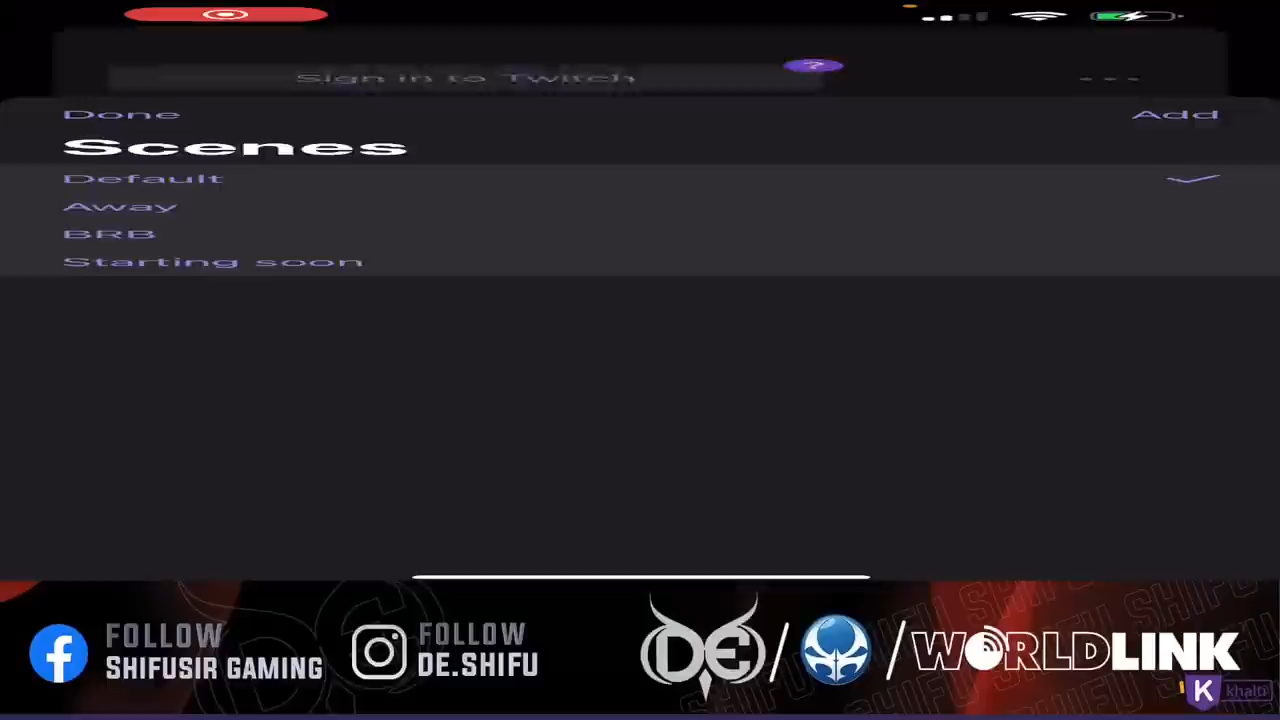 Sign in to Twitch
?
Done
Add
Scenes
Default
Away
BRB
Starting soon
FOLLOW
SHIFUSIR GAMING
FOLLOW
DE.SHIFU
DE
WORLDLINK
K khalti